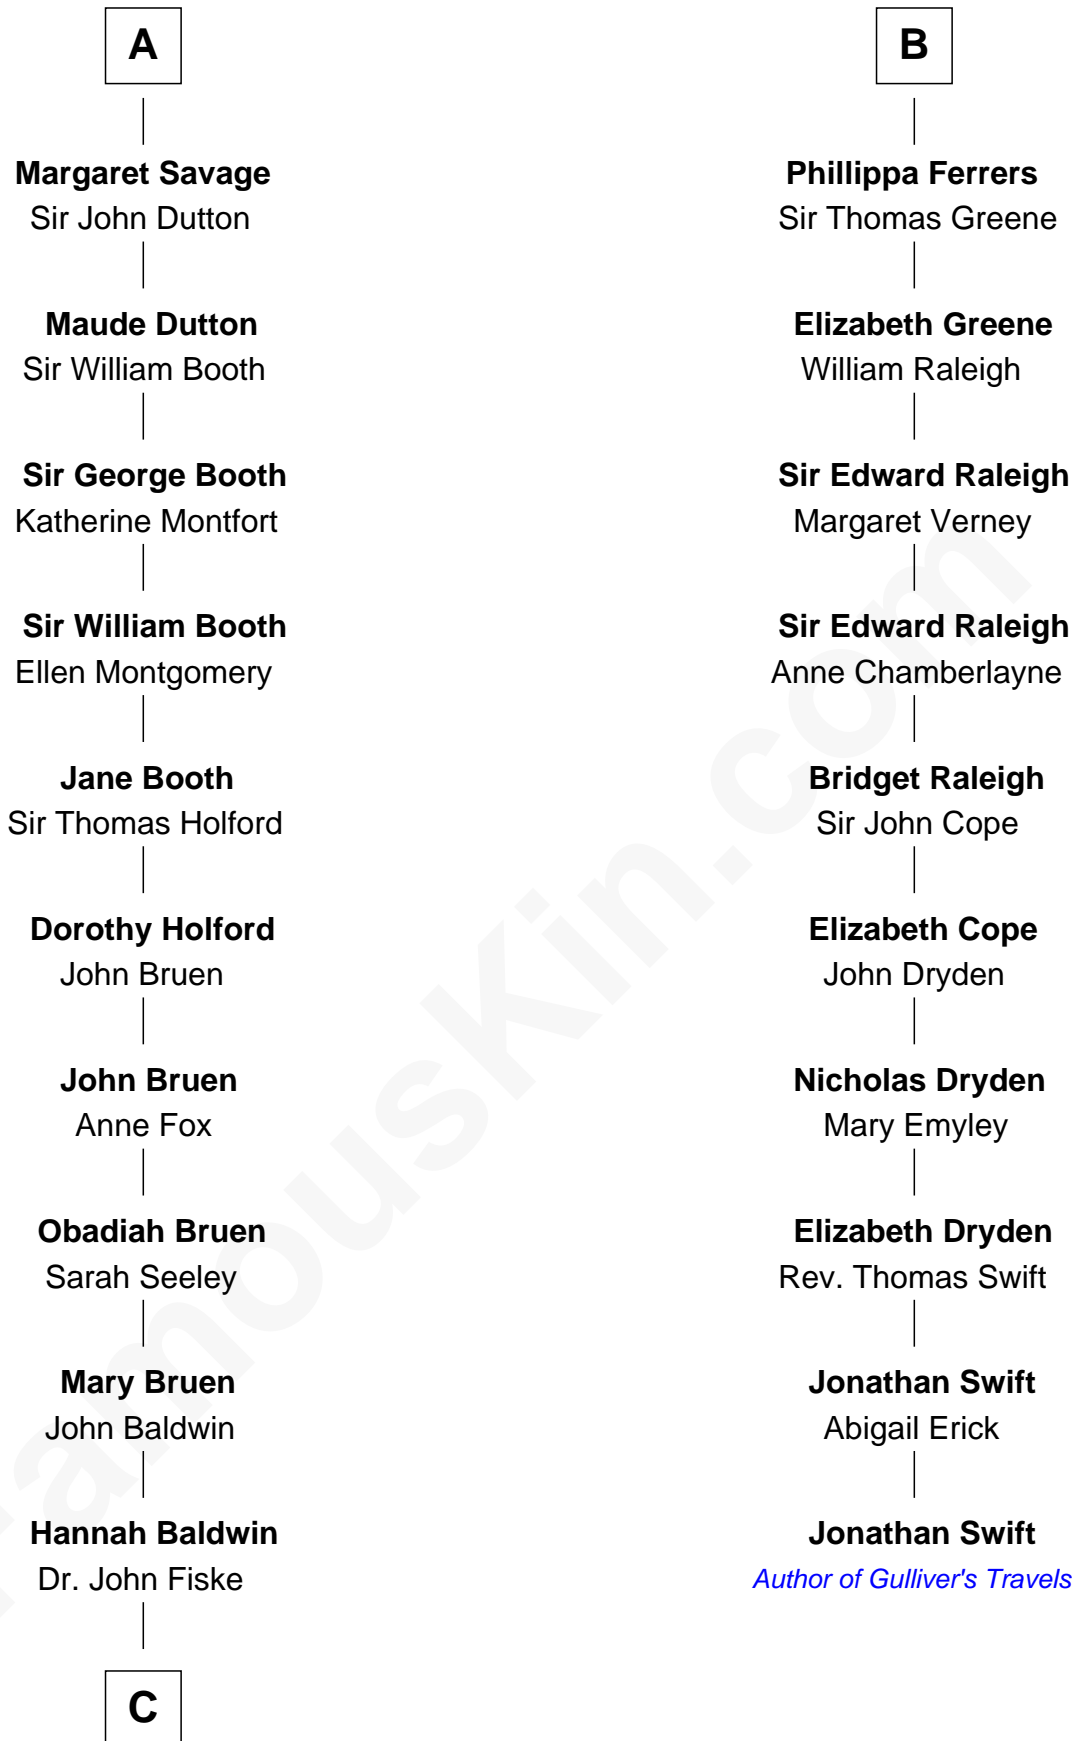 A
Margaret Savage
Sir John Dutton
Maude Dutton
Sir William Booth
Sir George Booth
Katherine Montfort
Sir William Booth
Ellen Montgomery
Jane Booth
Sir Thomas Holford
Dorothy Holford
John Bruen
John Bruen
Anne Fox
Obadiah Bruen
Sarah Seeley
Mary Bruen
John Baldwin
Hannah Baldwin
Dr. John Fiske
C
B
Phillippa Ferrers
Sir Thomas Greene
Elizabeth Greene
William Raleigh
Sir Edward Raleigh
Margaret Verney
Sir Edward Raleigh
Anne Chamberlayne
Bridget Raleigh
Sir John Cope
Elizabeth Cope
John Dryden
Nicholas Dryden
Mary Emyley
Elizabeth Dryden
Rev. Thomas Swift
Jonathan Swift
Abigail Erick
Jonathan Swift
Author of Gulliver's Travels
FamousKin.com